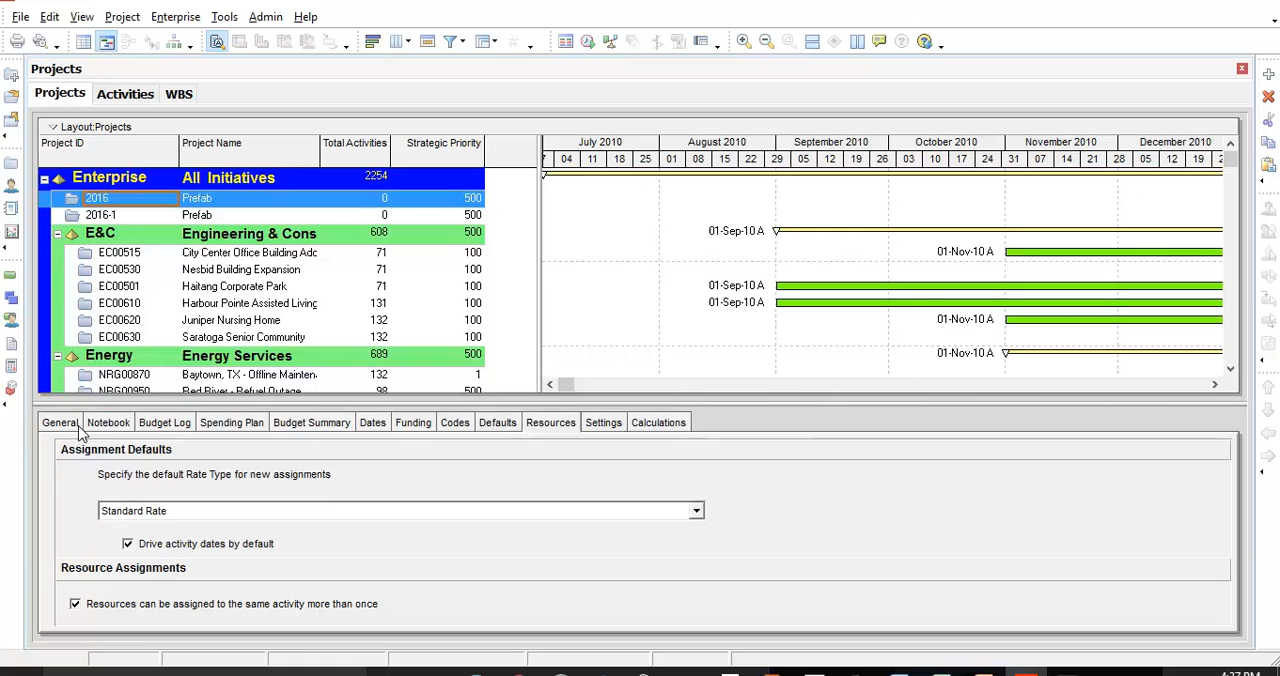 File Edit View Project Enterprise Tools Admin Help
Projects
Projects Activities WBS
Layout:Projects
Project ID Project Name Total Activities Strategic Priority July 2010 August 2010 September 2010 October 2010 November 2010 December 2010
04 11 18 25 01 08 15 22 29 05 12 19 26 03 10 17 24 31 07 14 21 28 05 12 19
Enterprise All Initiatives 2254
2016 Prefab 0 500
2016-1 Prefab 0 500
E&C Engineering & Cons 608 500 01-Sep-10 A
EC00515 City Center Office Building Adc 71 100 01-Nov-10 A
EC00530 Nesbid Building Expansion 71 100
EC00501 Haitang Corporate Park 71 100 01-Sep-10 A
EC00610 Harbour Pointe Assisted Living 131 100 01-Sep-10 A
EC00620 Juniper Nursing Home 132 100 01-Nov-10 A
EC00630 Saratoga Senior Community 132 100
Energy Energy Services 689 500 01-Nov-10 A
NRG00870 Baytown, TX - Offline Mainten 132 1
NRG00950 Red River - Refuel Outage 98 500
General Notebook Budget Log Spending Plan Budget Summary Dates Funding Codes Defaults Resources Settings Calculations
Assignment Defaults
Specify the default Rate Type for new assignments
Standard Rate
Drive activity dates by default
Resource Assignments
Resources can be assigned to the same activity more than once
4:37 PM